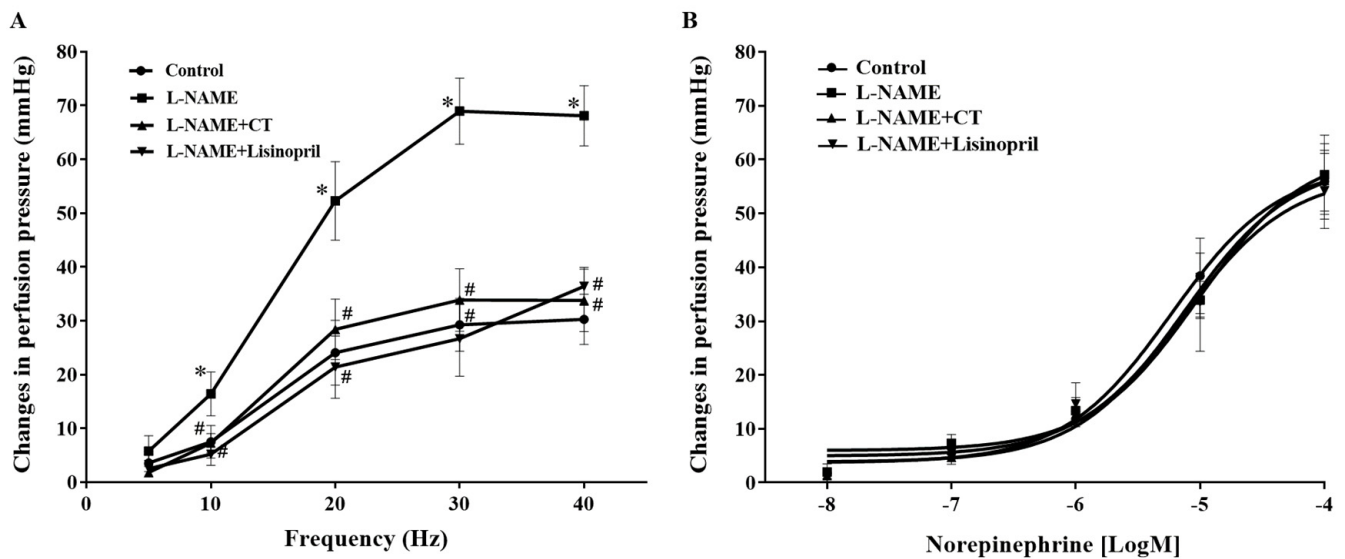 A
Changes in perfusion pressure (mmHg)
80
70
60
50
40
30
20
10
0
Control
L-NAME
L-NAME+CT
L-NAME+Lisinopril
*
*
*
*
#
#
#
#
#
#
#
#
0
10
20
30
40
Frequency (Hz)
B
Changes in perfusion pressure (mmHg)
80
70
60
50
40
30
20
10
0
Control
L-NAME
L-NAME+CT
L-NAME+Lisinopril
-8
-7
-6
-5
-4
Norepinephrine [LogM]